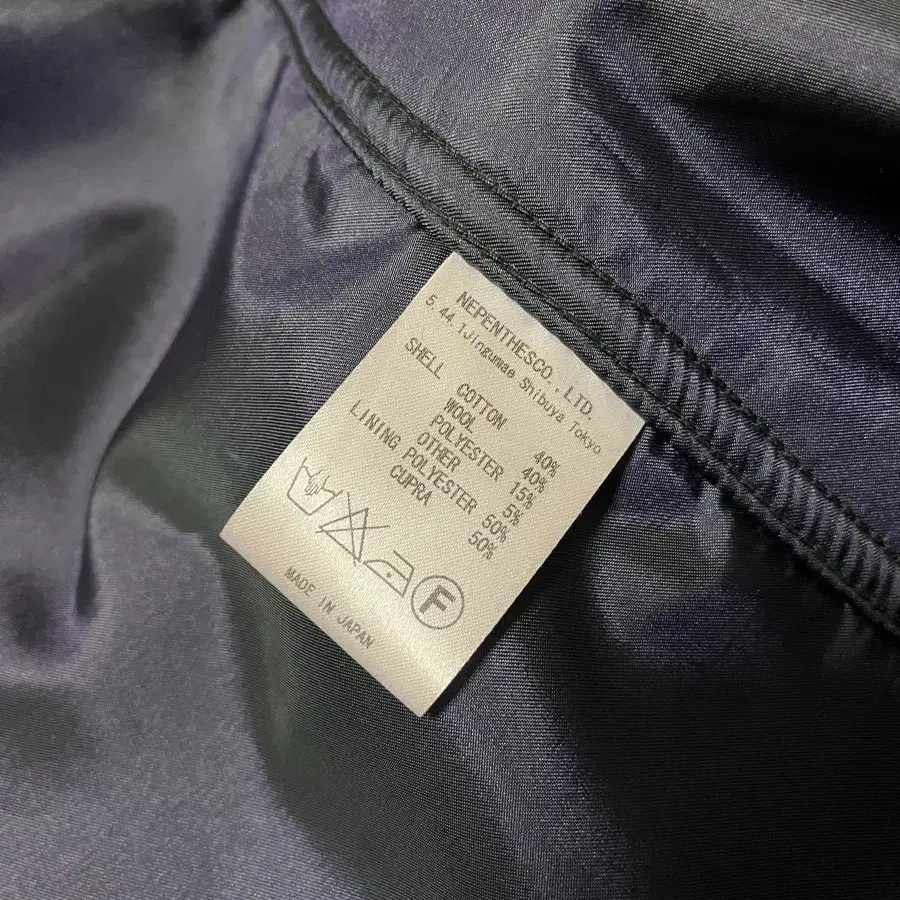 NEPENTHESCO., LTD.
5.44.1Jingumae Shibuya Tokyo
SHELL COTTON 40%
WOOL 40%
POLYESTER 15%
OTHER 5%
LINING POLYESTER 50%
CUPRA 50%
F
MADE IN JAPAN